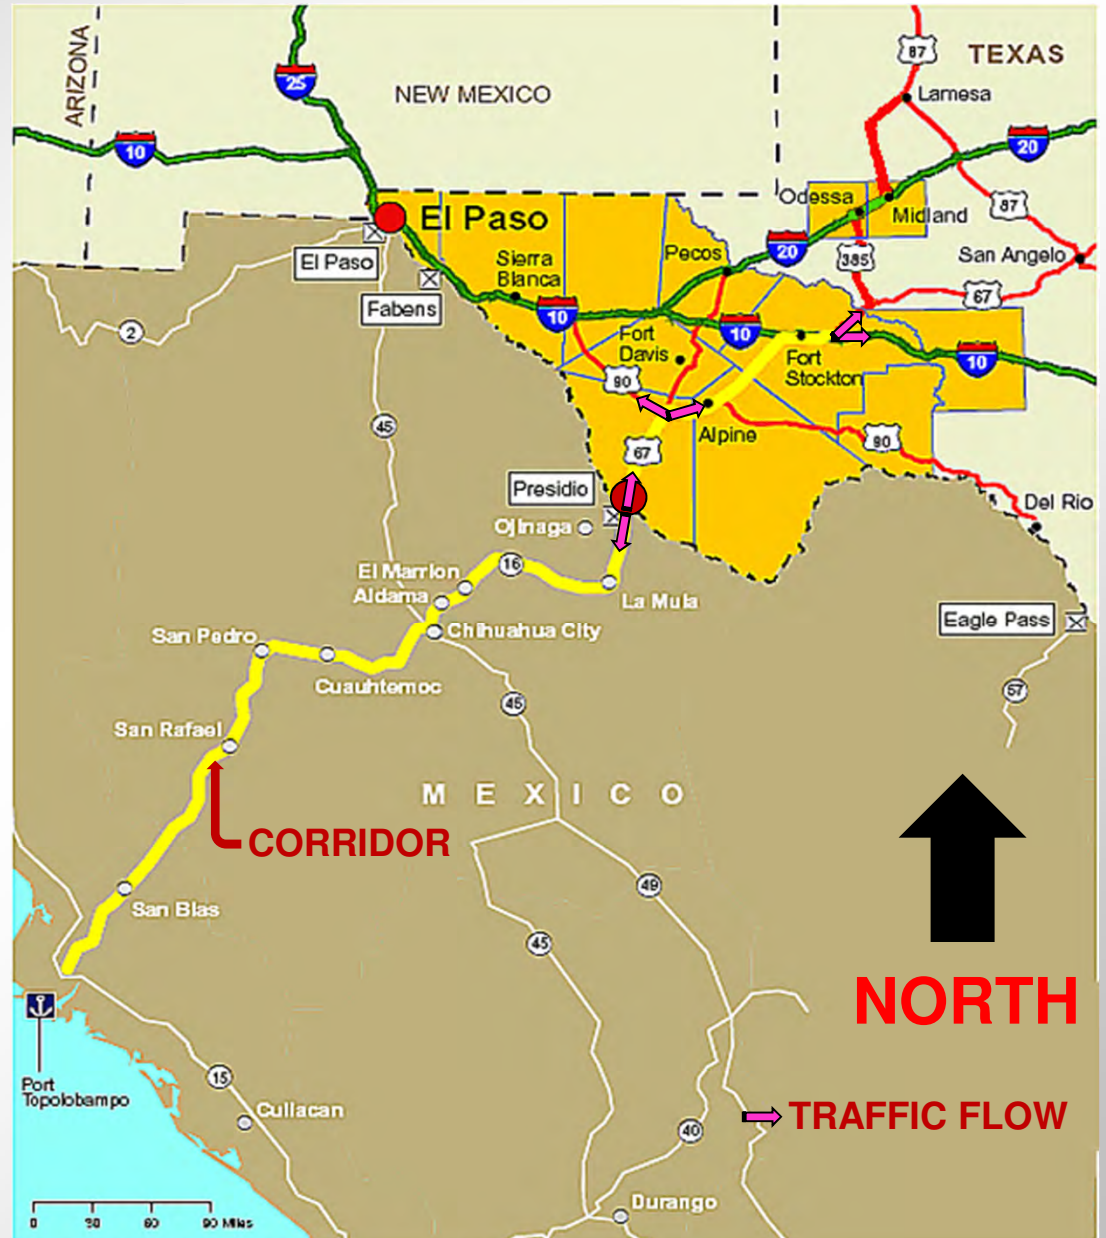 ARIZONA
25
NEW MEXICO
87
TEXAS
Lamesa
10
20
Odessa
Midland
87
El Paso
El Paso
Sierra
Blanca
Pecos
20
385
San Angelo
67
Fabens
10
10
Fort
Davis
Fort
Stockton
10
2
90
45
Alpine
90
67
Presidio
Ojinaga
Del Rio
16
El Marrion
Aldama
La Mula
Chihuahua City
Eagle Pass
San Pedro
Cuauhtemoc
45
57
San Rafael
MEXICO
CORRIDOR
49
San Blas
45
NORTH
Port
Topolobampo
15
Culiacan
40
TRAFFIC FLOW
Durango
0 30 60 90 Miles